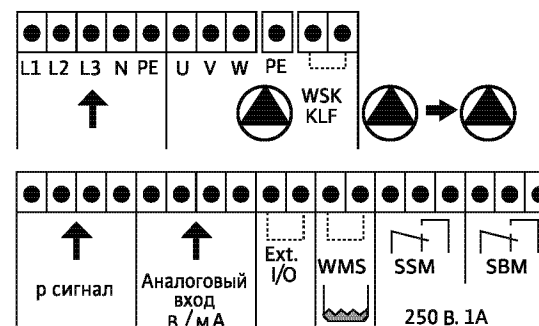 L1 L2 L3 N PE U V W PE
WSK
KLF
p сигнал
Аналоговый
вход
В / мА
Ext.
I/O
WMS
SSM
SBM
250 В. 1А